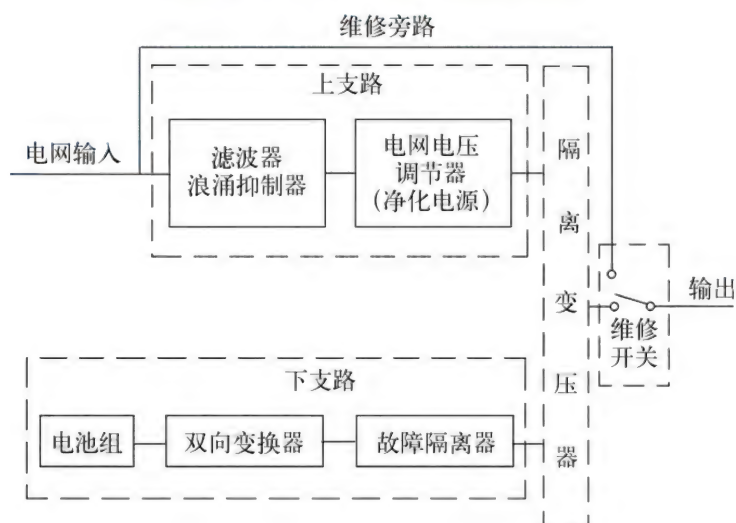 维修旁路
上支路
电网输入
滤波器
浪涌抑制器
电网电压
调节器
(净化电源)
隔
离
变
压
器
输出
维修
开关
下支路
电池组
双向变换器
故障隔离器